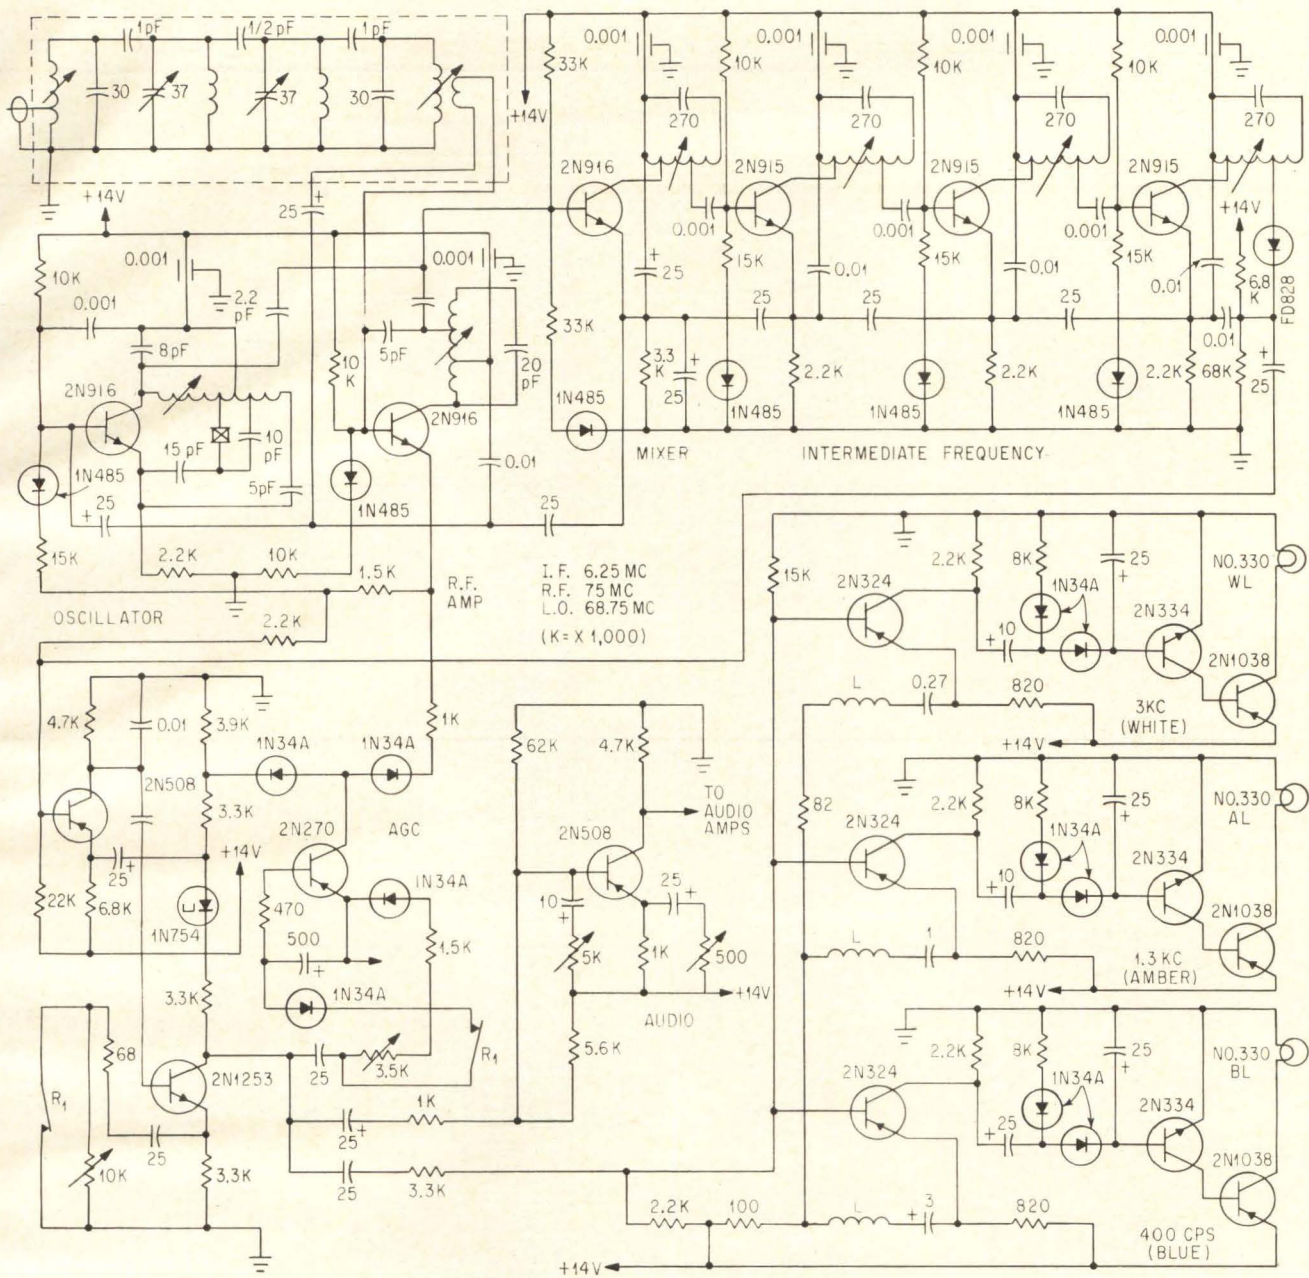 1pF
1/2 pF
1pF
30
37
37
30
+14V
25
+
33K
0.001
10K
0.001
10K
0.001
10K
0.001
+14V
270
270
270
270
2N916
2N915
2N915
2N915
+14V
0.001
0.001
0.001
10K
0.001
0.001
2.2
pF
0.001
+
25
15K
0.01
15K
0.01
15K
0.01
6.8
K
FD828
8pF
5pF
20
pF
33K
25
25
25
0.01
+
25
10
K
3.3
K
+
25
2.2K
2.2K
2.2K
68K
2N916
2N916
1N485
1N485
1N485
15pF
10
pF
1N485
MIXER
INTERMEDIATE FREQUENCY
1N485
5pF
0.01
+
25
1N485
25
15K
2.2K
10K
1.5K
R.F.
AMP
I.F. 6.25 MC
R.F. 75 MC
L.O. 68.75 MC
(K = X 1,000)
OSCILLATOR
2.2K
15K
2N324
2.2K
8K
25
+
NO.330
WL
1N34A
2N334
+10
2N1038
L
0.27
820
3KC
(WHITE)
+14V
4.7K
0.01
3.9K
1K
1N34A
1N34A
62K
4.7K
2N508
3.3K
AGC
TO
AUDIO
AMPS
82
2N324
2.2K
8K
25
+
NO.330
AL
1N34A
2N334
+10
2N1038
2N270
2N508
+14V
25
+
1N34A
22K
6.8K
1N754
470
500
+
1.5K
10
+
25
+
5K
1K
500
L
1
820
1.3KC
(AMBER)
+14V
3.3K
1N34A
+14V
AUDIO
5.6K
R1
68
2N1253
25
3.5K
R1
2N324
2.2K
8K
25
+
NO.330
BL
1N34A
2N334
+25
2N1038
1K
25
+
25
10K
3.3K
25
3.3K
2.2K
100
L
+
3
820
400 CPS
(BLUE)
+14V